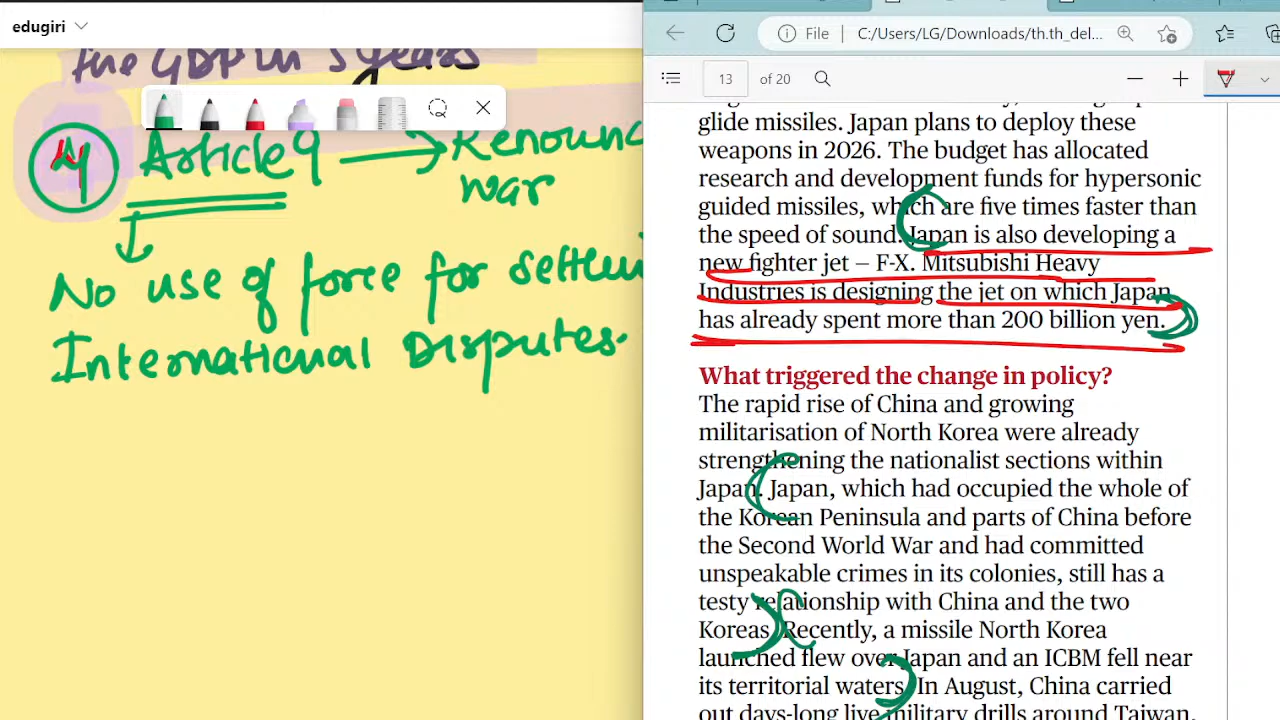 edugiri
the GDP in 5 years
4 Article 9 → Renounc
war
No use of force for settlin
International Disputes.
File C:/Users/LG/Downloads/th.th_del...
13 of 20
glide missiles. Japan plans to deploy these
weapons in 2026. The budget has allocated
research and development funds for hypersonic
guided missiles, which are five times faster than
the speed of sound. Japan is also developing a
new fighter jet – F-X. Mitsubishi Heavy
Industries is designing the jet on which Japan
has already spent more than 200 billion yen.
What triggered the change in policy?
The rapid rise of China and growing
militarisation of North Korea were already
strengthening the nationalist sections within
Japan. Japan, which had occupied the whole of
the Korean Peninsula and parts of China before
the Second World War and had committed
unspeakable crimes in its colonies, still has a
testy relationship with China and the two
Koreas. Recently, a missile North Korea
launched flew over Japan and an ICBM fell near
its territorial waters. In August, China carried
out days-long live military drills around Taiwan,